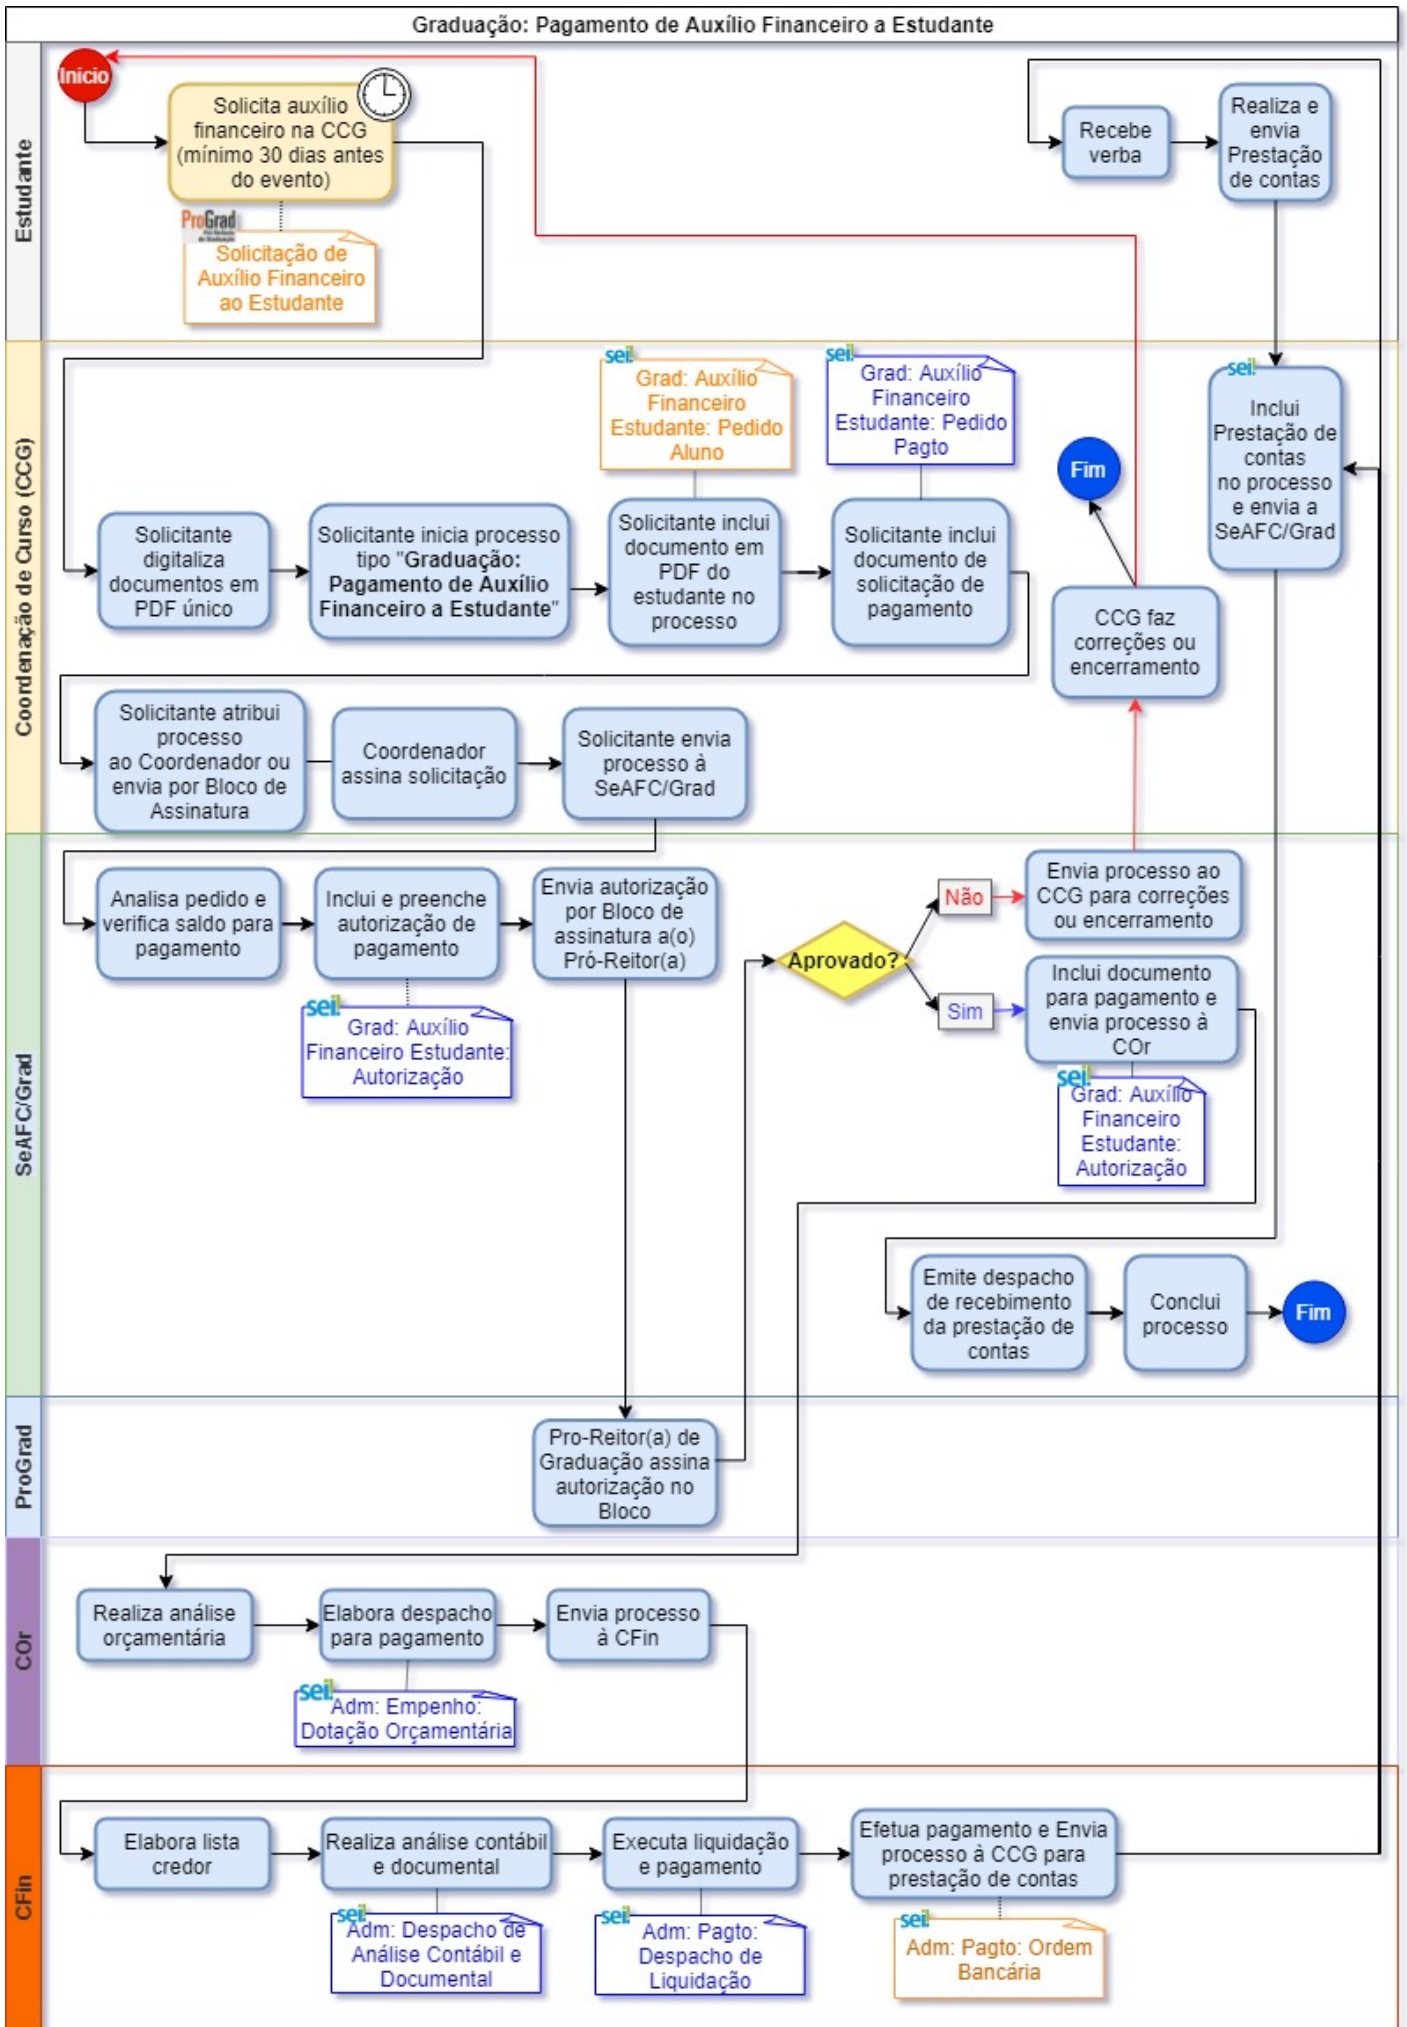 Graduação: Pagamento de Auxílio Financeiro a Estudante
Estudante
Inicio
Solicita auxílio
financeiro na CCG
(mínimo 30 dias antes
do evento)
ProGrad
Solicitação de
Auxílio Financeiro
ao Estudante
Recebe
verba
Realiza e
envia
Prestação
de contas
Coordenação de Curso (CCG)
sei!
Grad: Auxílio
Financeiro
Estudante: Pedido
Aluno
sei!
Grad: Auxílio
Financeiro
Estudante: Pedido
Pagto
Fim
sei!
Inclui
Prestação de
contas
no processo
e envia a
SeAFC/Grad
Solicitante
digitaliza
documentos em
PDF único
Solicitante inicia processo
tipo "Graduação:
Pagamento de Auxílio
Financeiro a Estudante"
Solicitante inclui
documento em
PDF do
estudante no
processo
Solicitante inclui
documento de
solicitação de
pagamento
CCG faz
correções ou
encerramento
Solicitante atribui
processo
ao Coordenador ou
envia por Bloco de
Assinatura
Coordenador
assina solicitação
Solicitante envia
processo à
SeAFC/Grad
SeAFC/Grad
Analisa pedido e
verifica saldo para
pagamento
Inclui e preenche
autorização de
pagamento
Envia autorização
por Bloco de
assinatura a(o)
Pró-Reitor(a)
sei!
Grad: Auxílio
Financeiro Estudante:
Autorização
Aprovado?
Não
Sim
Envia processo ao
CCG para correções
ou encerramento
Inclui documento
para pagamento e
envia processo à
COr
sei!
Grad: Auxílio
Financeiro
Estudante:
Autorização
Emite despacho
de recebimento
da prestação de
contas
Conclui
processo
Fim
ProGrad
Pro-Reitor(a) de
Graduação assina
autorização no
Bloco
COr
Realiza análise
orçamentária
Elabora despacho
para pagamento
Envia processo
à CFin
sei!
Adm: Empenho:
Dotação Orçamentária
CFin
Elabora lista
credor
Realiza análise contábil
e documental
Executa liquidação
e pagamento
Efetua pagamento e Envia
processo à CCG para
prestação de contas
sei!
Adm: Despacho de
Análise Contábil e
Documental
sei!
Adm: Pagto:
Despacho de
Liquidação
sei!
Adm: Pagto: Ordem
Bancária